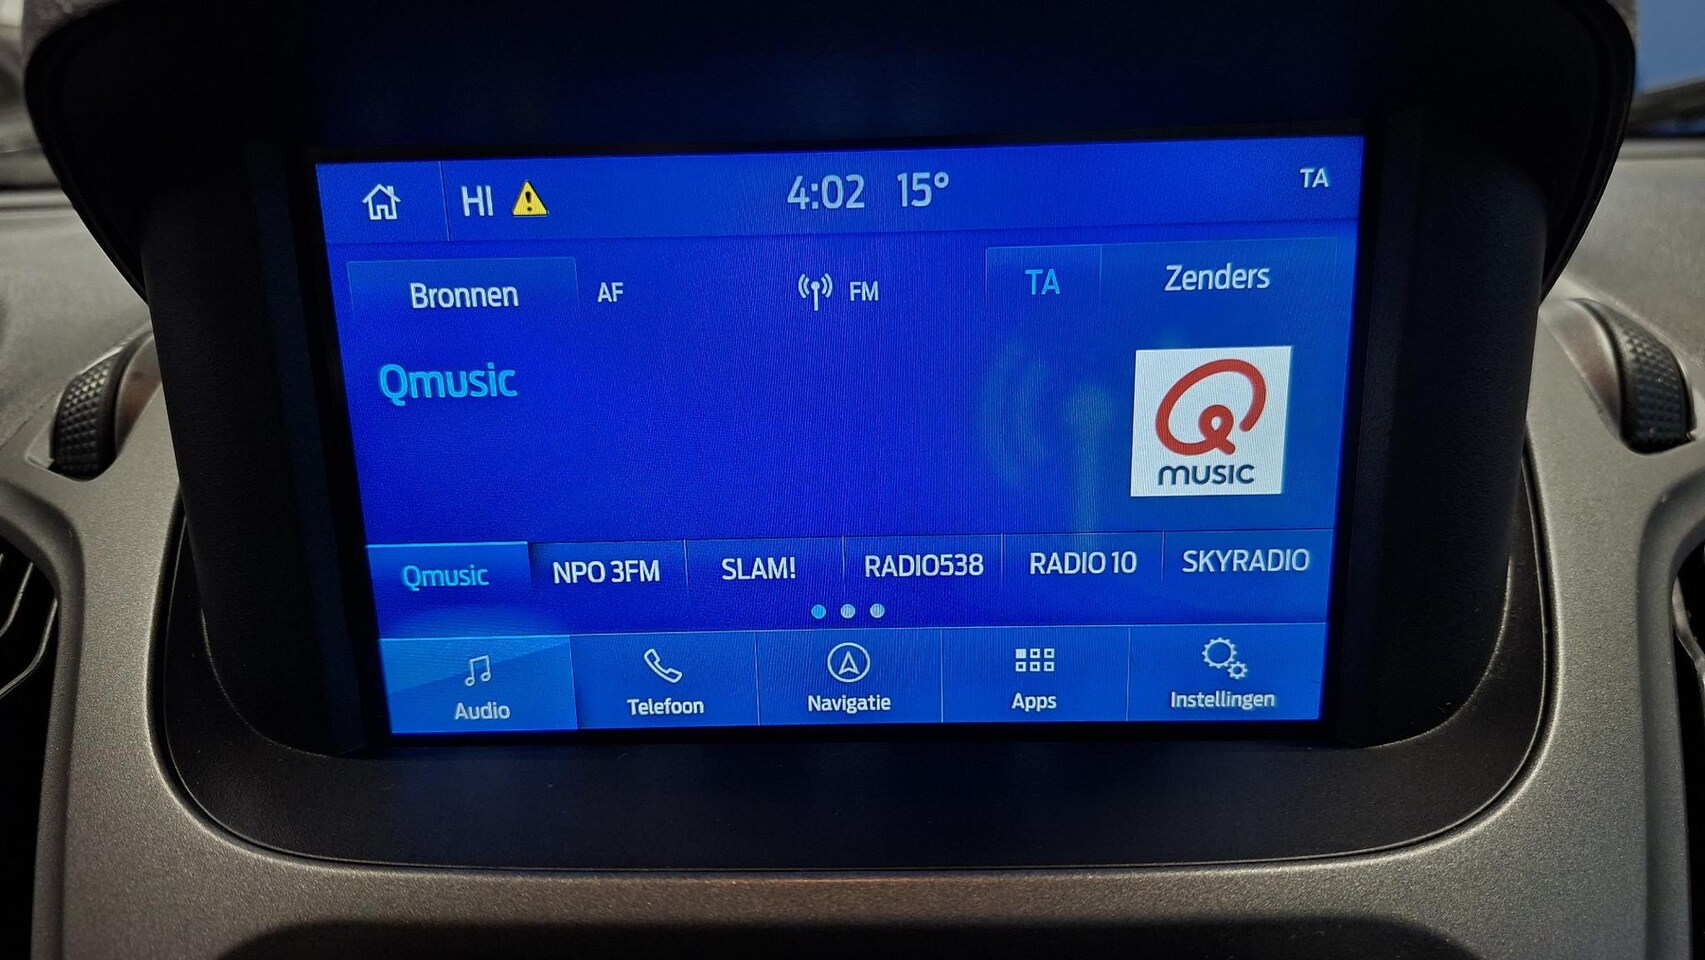 HI 4:02 15° TA
Bronnen AF FM TA Zenders
Qmusic
Q
MUSIC
Qmusic NPO 3FM SLAM! RADIO538 RADIO 10 SKYRADIO
Audio Telefoon Navigatie Apps Instellingen